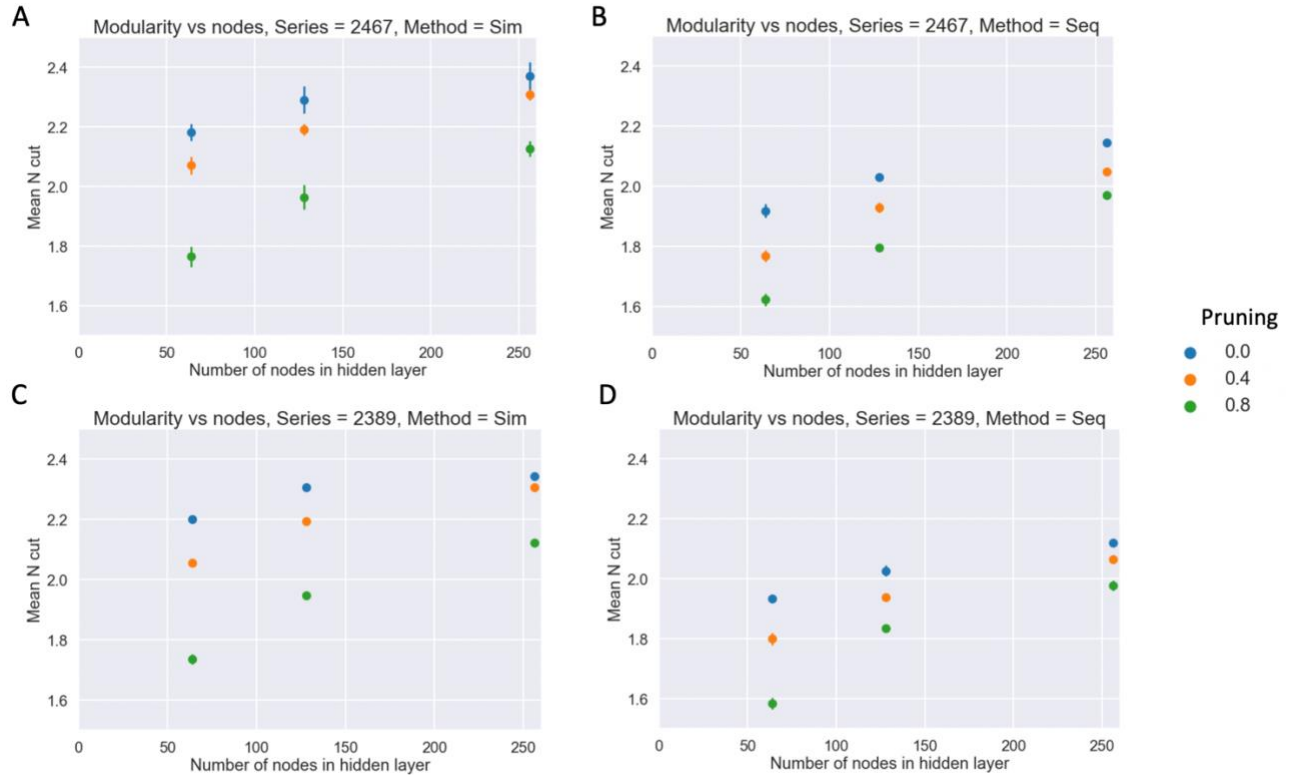 A
Modularity vs nodes, Series = 2467, Method = Sim
2.4
2.2
2.0
1.8
1.6
Mean N cut
0 50 100 150 200 250
Number of nodes in hidden layer
B
Modularity vs nodes, Series = 2467, Method = Seq
2.4
2.2
2.0
1.8
1.6
Mean N cut
0 50 100 150 200 250
Number of nodes in hidden layer
Pruning
0.0
0.4
0.8
C
Modularity vs nodes, Series = 2389, Method = Sim
2.4
2.2
2.0
1.8
1.6
Mean N cut
0 50 100 150 200 250
Number of nodes in hidden layer
D
Modularity vs nodes, Series = 2389, Method = Seq
2.4
2.2
2.0
1.8
1.6
Mean N cut
0 50 100 150 200 250
Number of nodes in hidden layer